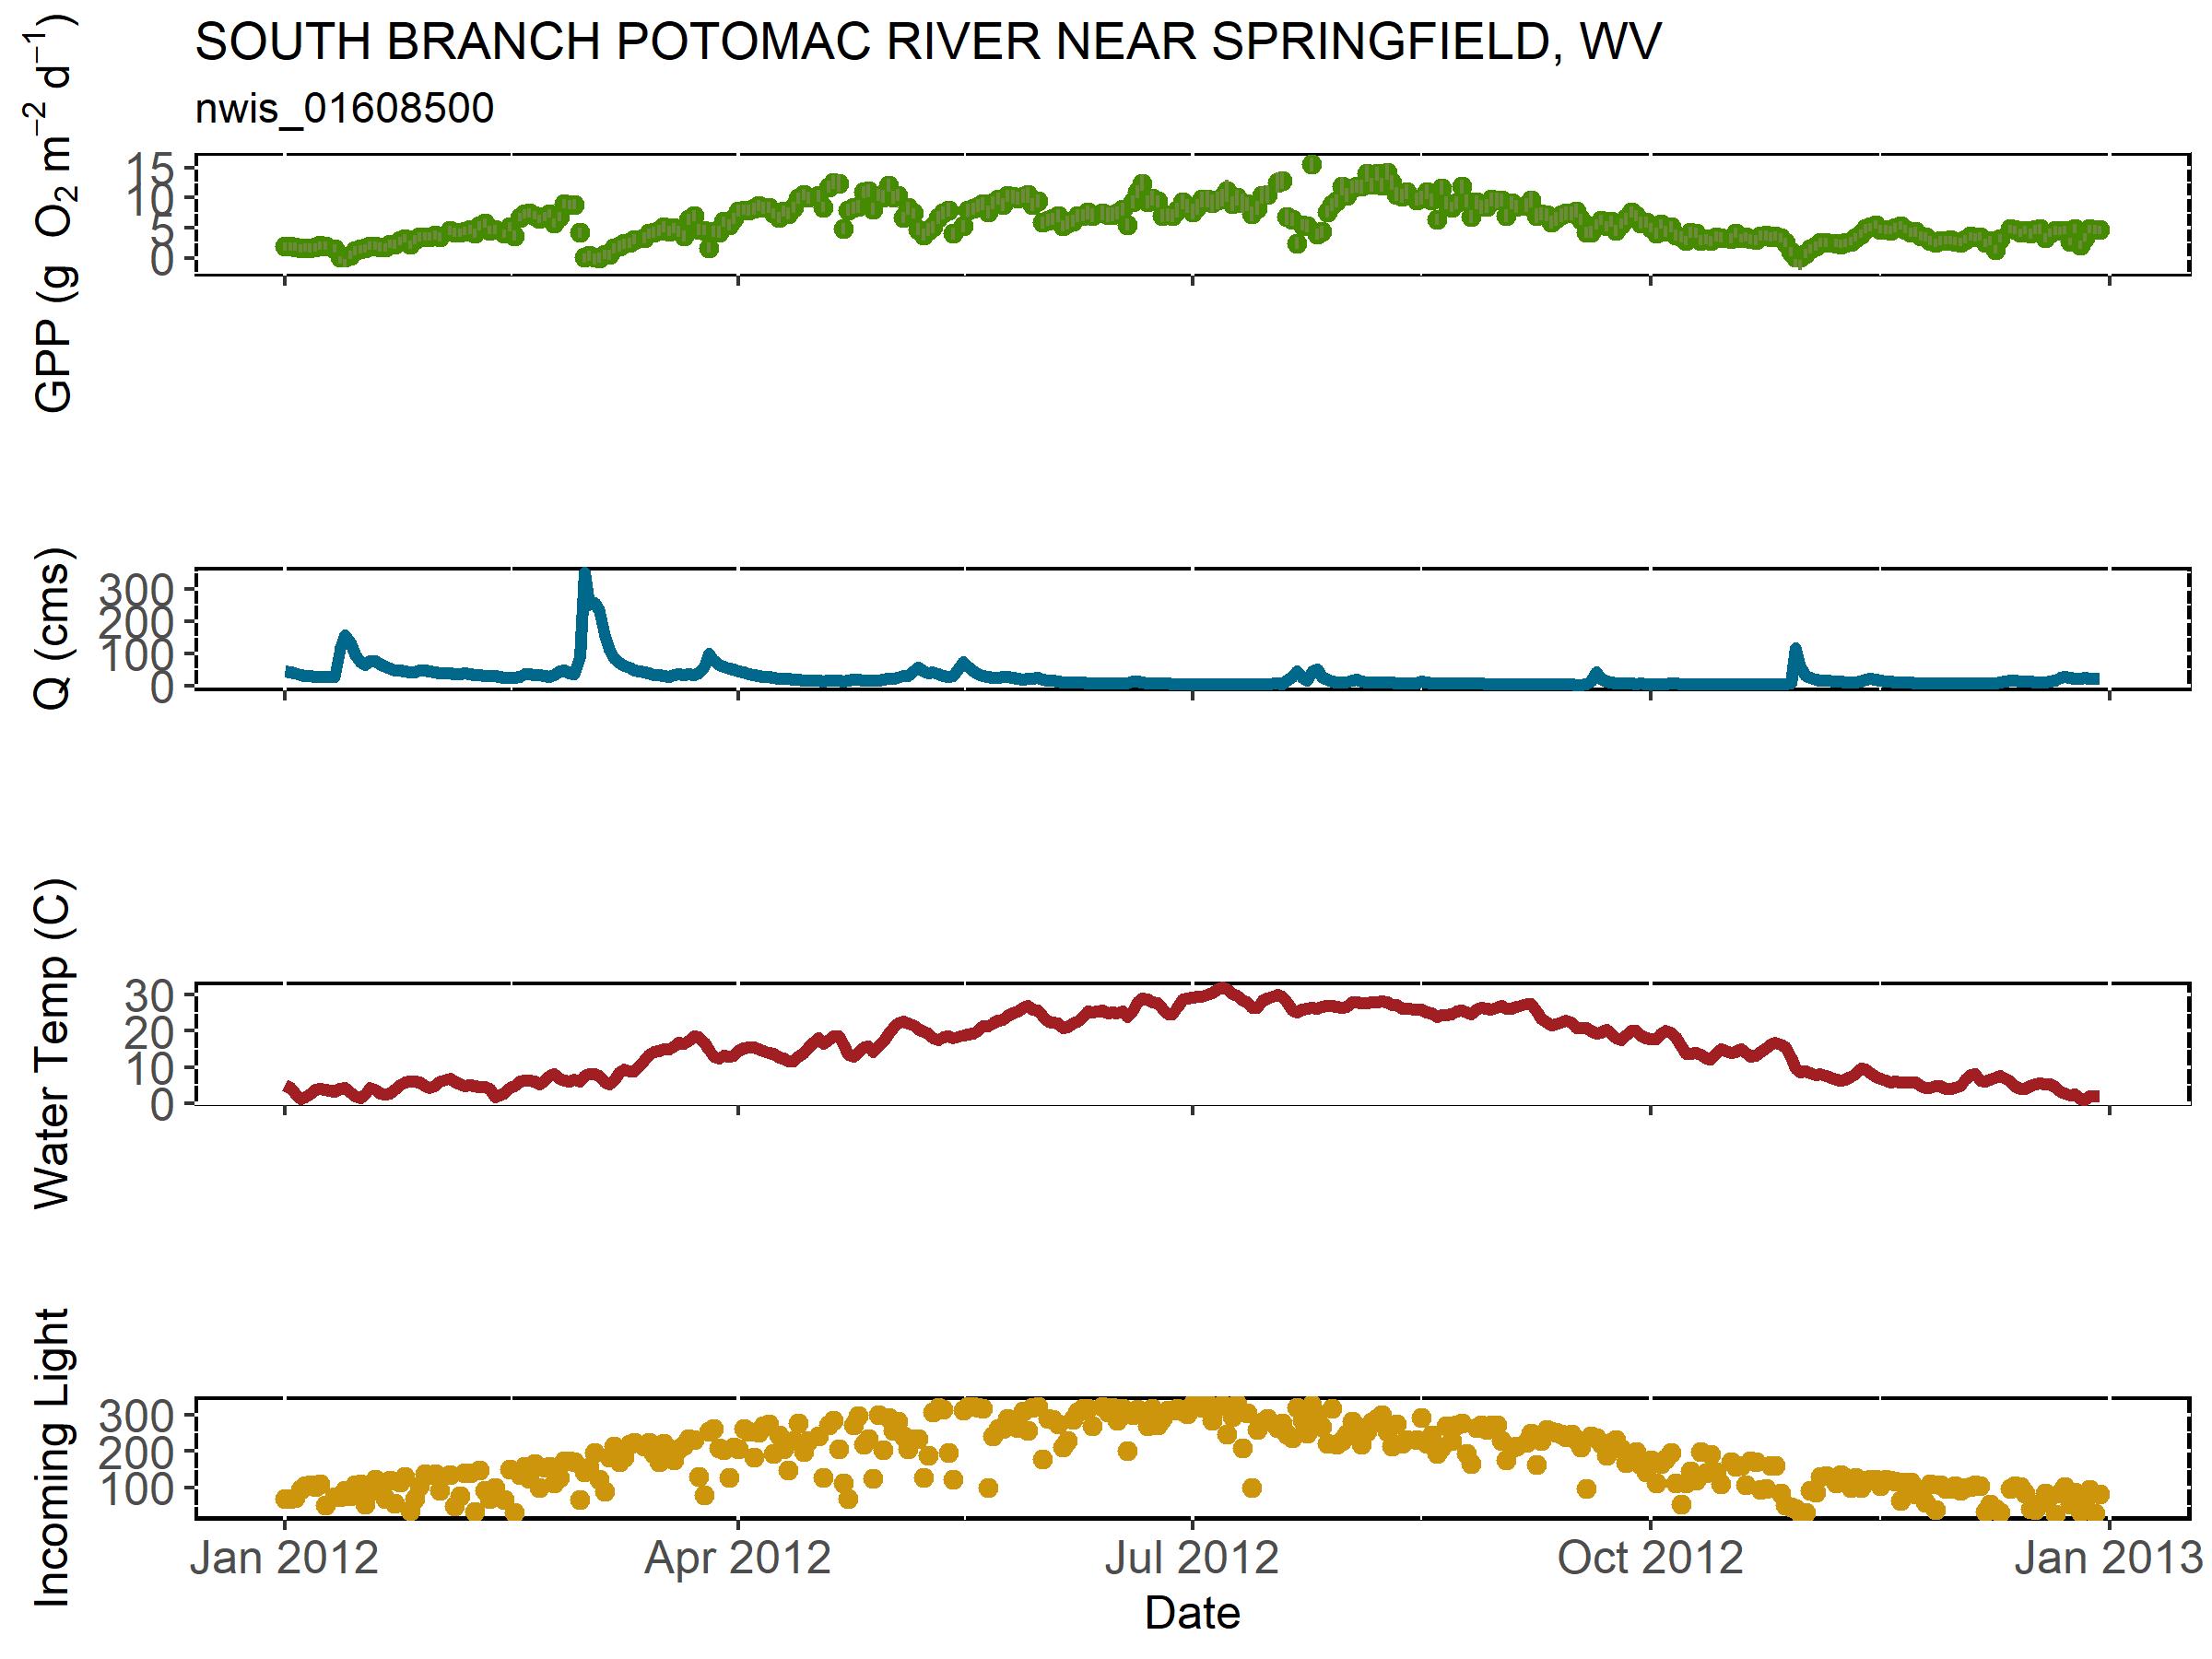 SOUTH BRANCH POTOMAC RIVER NEAR SPRINGFIELD, WV
nwis_01608500
GPP (g O₂ m⁻² d⁻¹)
15
10
5
0
Q (cms)
300
200
100
0
Water Temp (C)
30
20
10
0
Incoming Light
300
200
100
Jan 2012 Apr 2012 Jul 2012 Oct 2012 Jan 2013
Date